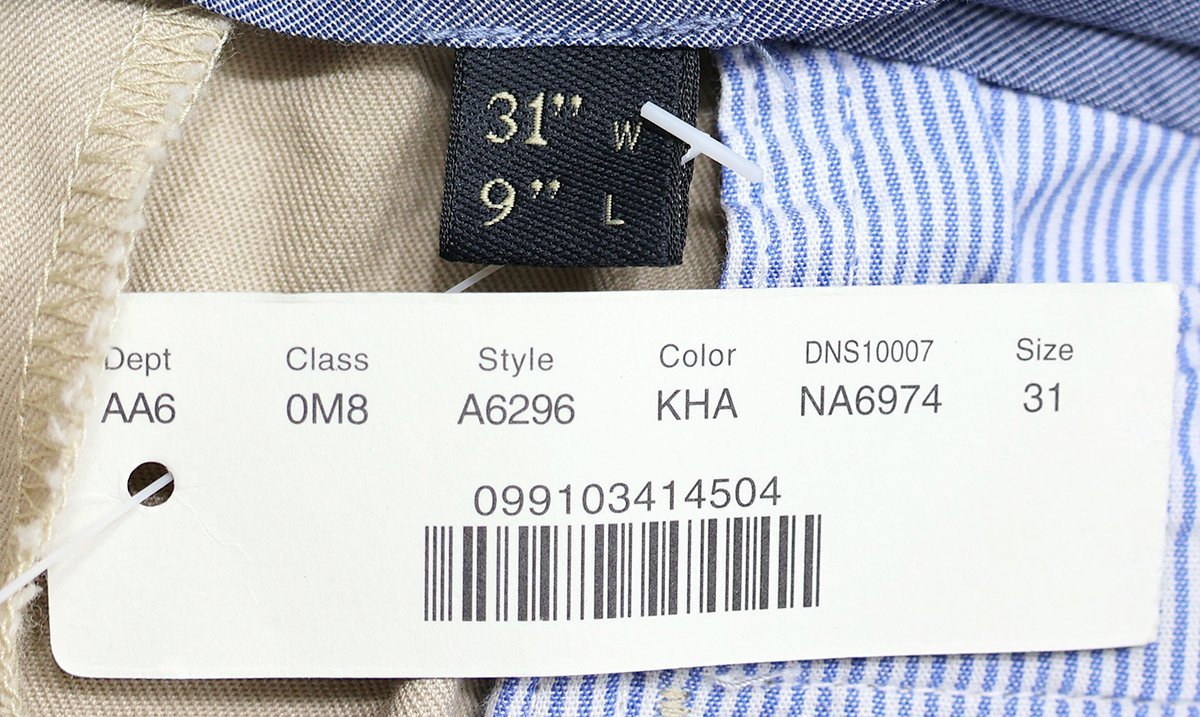 31" W
9" L
Dept Class Style Color DNS10007 Size
AA6 0M8 A6296 KHA NA6974 31
099103414504